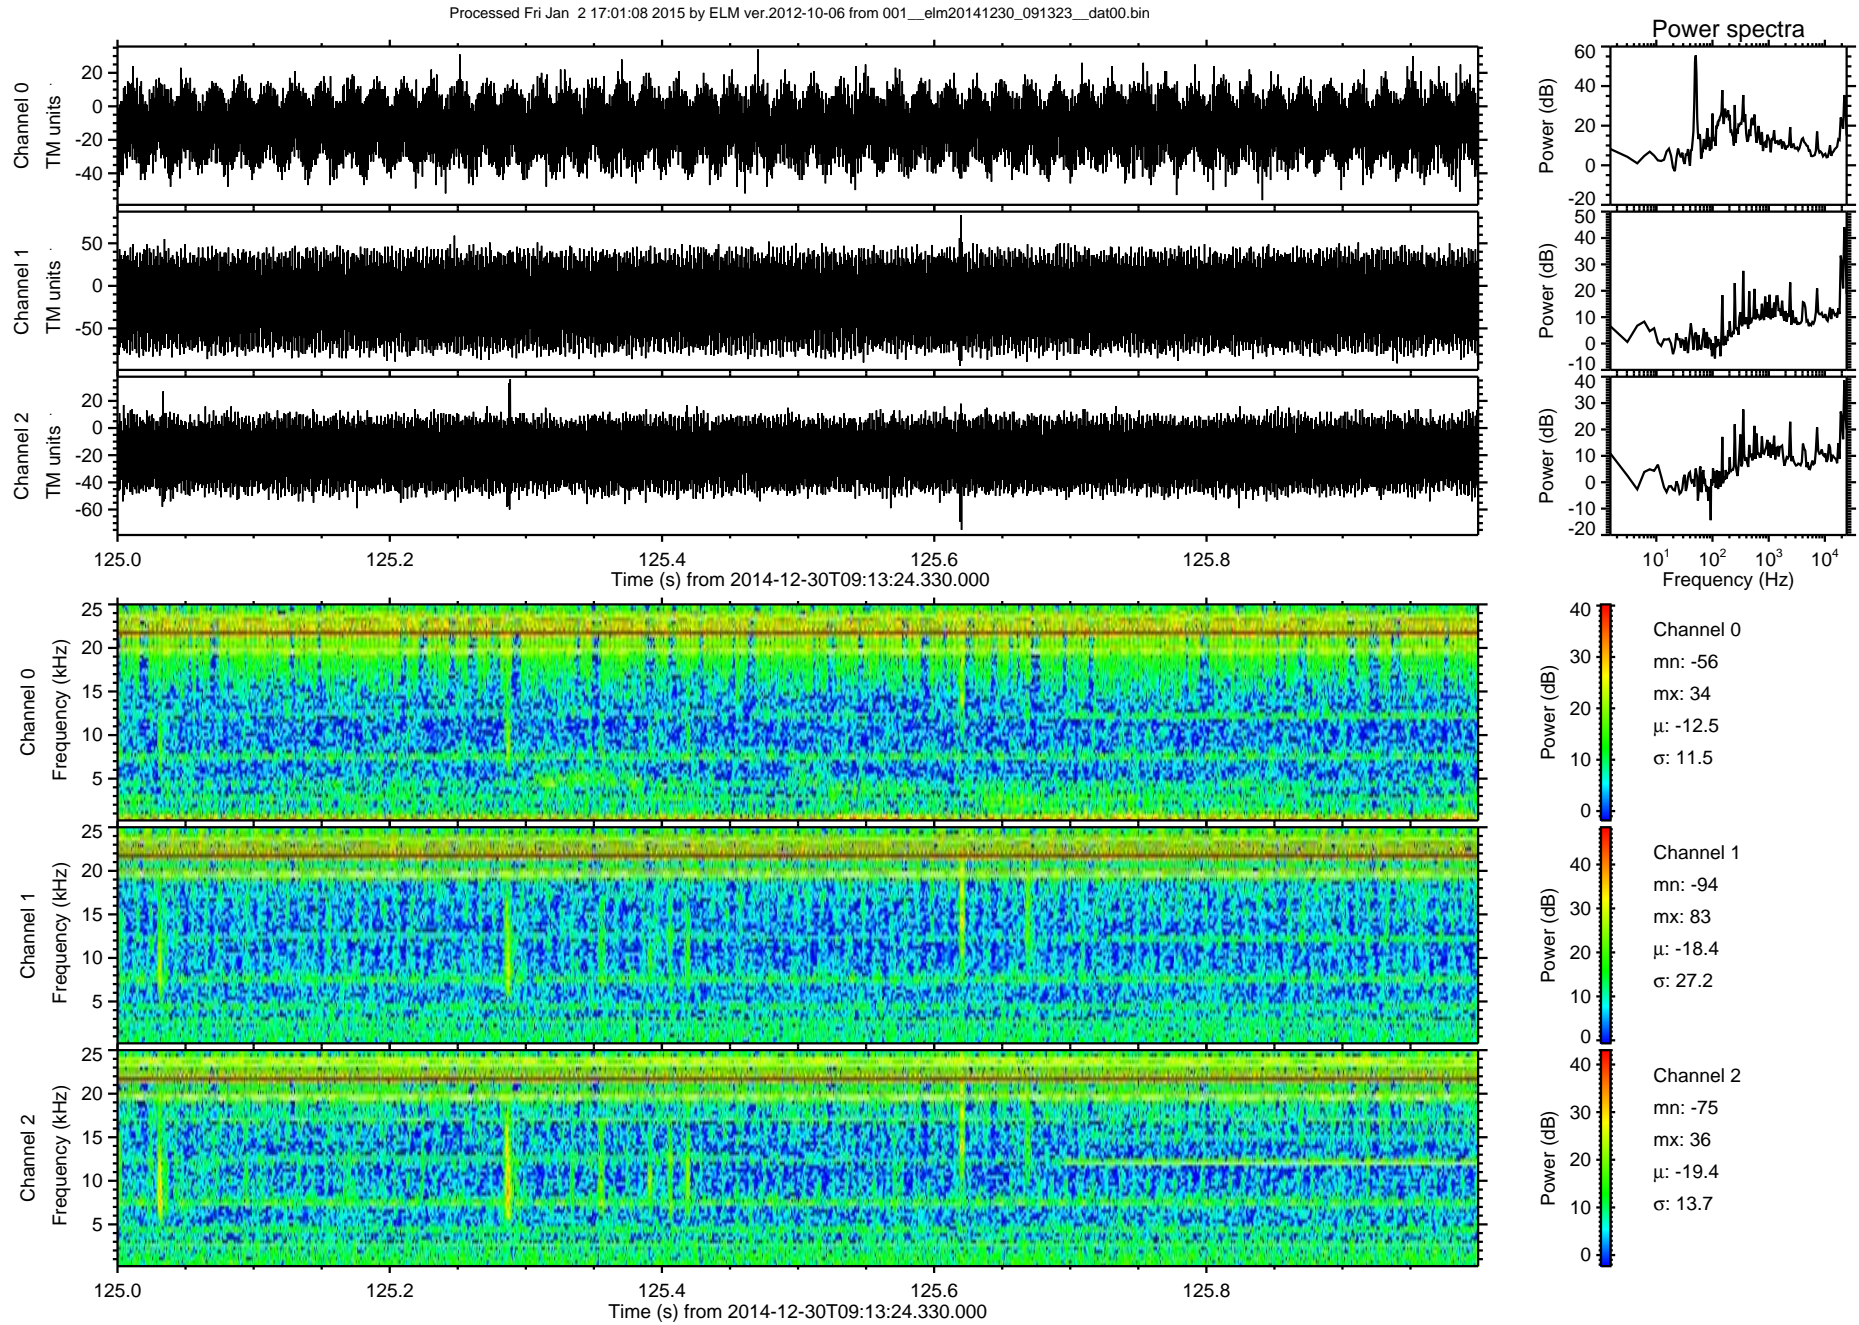 Processed Fri Jan 2 17:01:08 2015 by ELM ver.2012-10-06 from 001__elm20141230_091323__dat00.bin
Power spectra
Channel 0
TM units
20
0
-20
-40
Power (dB)
60
40
20
0
-20
Channel 1
TM units
50
0
-50
Power (dB)
50
40
30
20
10
0
-10
Channel 2
TM units
20
0
-20
-40
-60
Power (dB)
40
30
20
10
0
-10
-20
125.0 125.2 125.4 125.6 125.8
Time (s) from 2014-12-30T09:13:24.330.000
10¹ 10² 10³ 10⁴
Frequency (Hz)
Channel 0
Frequency (kHz)
25
20
15
10
5
Power (dB)
40
30
20
10
0
Channel 0
mn: -56
mx: 34
μ: -12.5
σ: 11.5
Channel 1
Frequency (kHz)
25
20
15
10
5
Power (dB)
40
30
20
10
0
Channel 1
mn: -94
mx: 83
μ: -18.4
σ: 27.2
Channel 2
Frequency (kHz)
25
20
15
10
5
Power (dB)
40
30
20
10
0
Channel 2
mn: -75
mx: 36
μ: -19.4
σ: 13.7
125.0 125.2 125.4 125.6 125.8
Time (s) from 2014-12-30T09:13:24.330.000